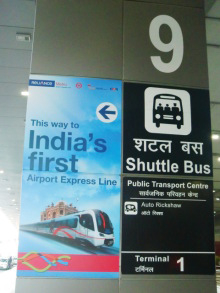 9
RELIANCE
This way to
India's
first
Airport Express Line
शटल बस
Shuttle Bus
Public Transport Centre
सार्वजनिक परिवहन केन्द्र
Auto Rickshaw
ऑटो रिक्शा
Terminal 1
टर्मिनल